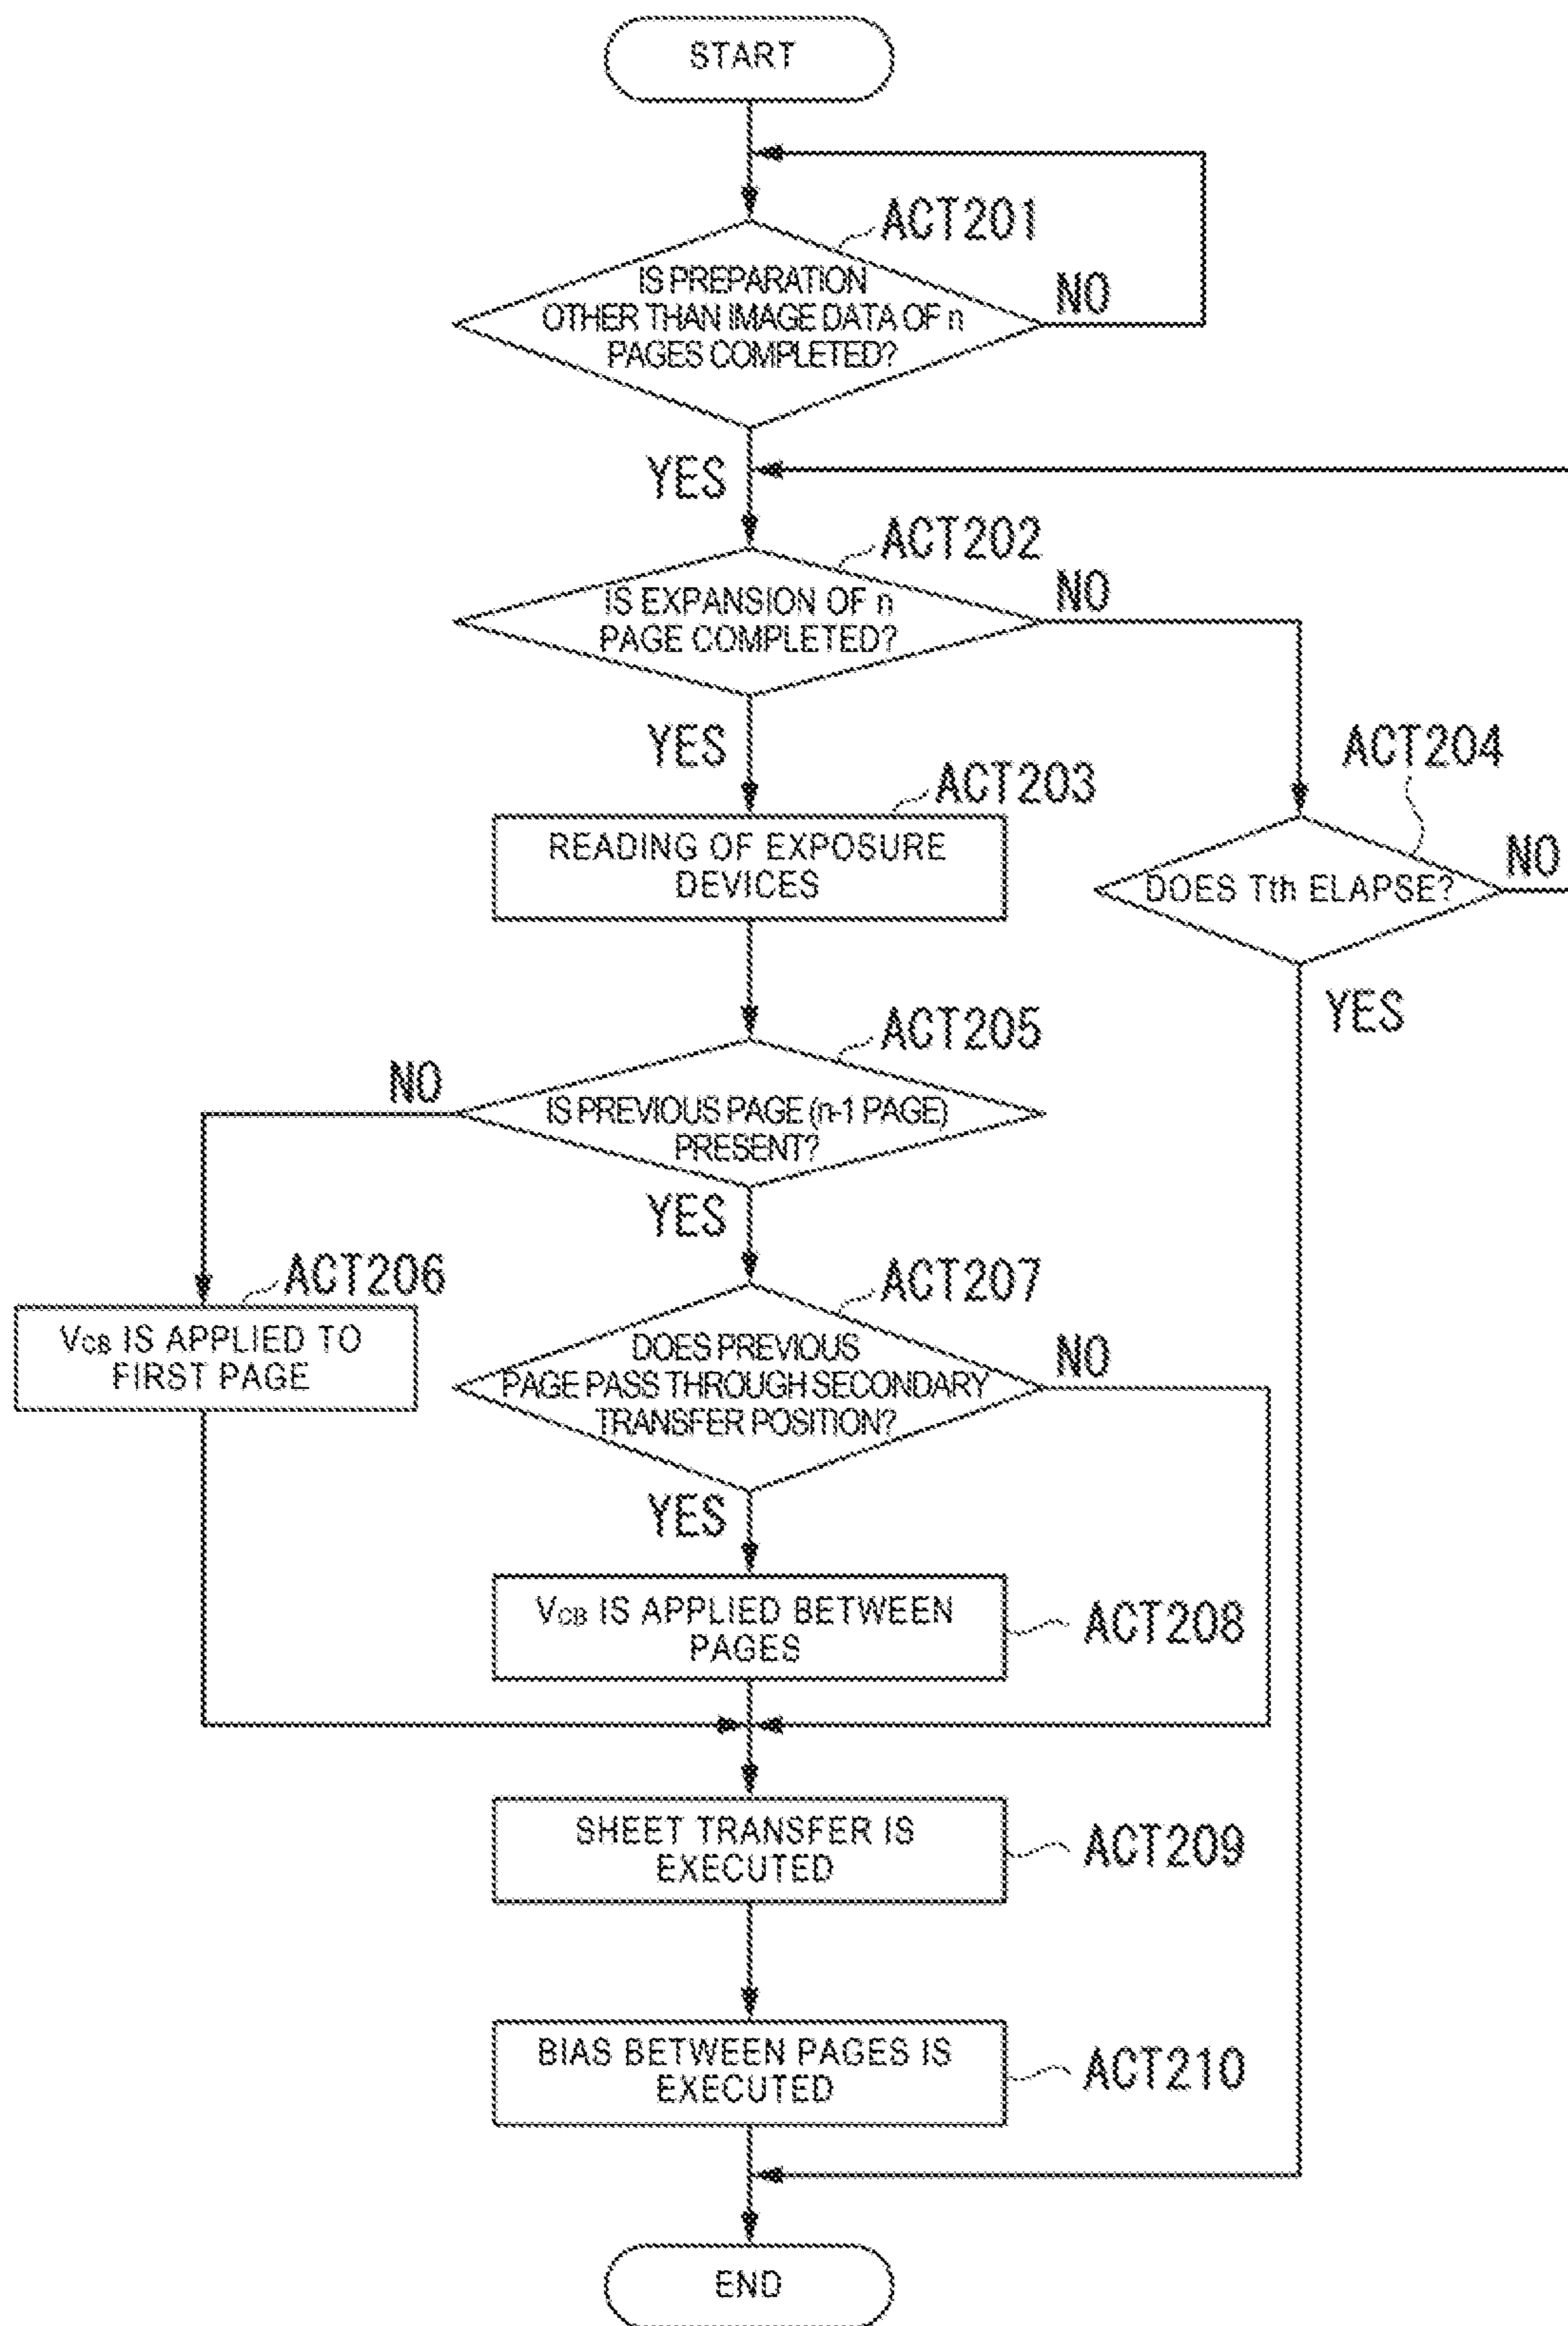 START
ACT201
IS PREPARATION
OTHER THAN IMAGE DATA OF n
PAGES COMPLETED?
NO
YES
ACT202
IS EXPANSION OF n
PAGE COMPLETED?
NO
YES
ACT203
READING OF EXPOSURE
DEVICES
ACT204
DOES Tth ELAPSE?
NO
YES
ACT205
IS PREVIOUS PAGE (n-1 PAGE)
PRESENT?
NO
YES
ACT206
VCB IS APPLIED TO
FIRST PAGE
ACT207
DOES PREVIOUS
PAGE PASS THROUGH SECONDARY
TRANSFER POSITION?
NO
YES
VCB IS APPLIED BETWEEN
PAGES
ACT208
SHEET TRANSFER IS
EXECUTED
ACT209
BIAS BETWEEN PAGES IS
EXECUTED
ACT210
END